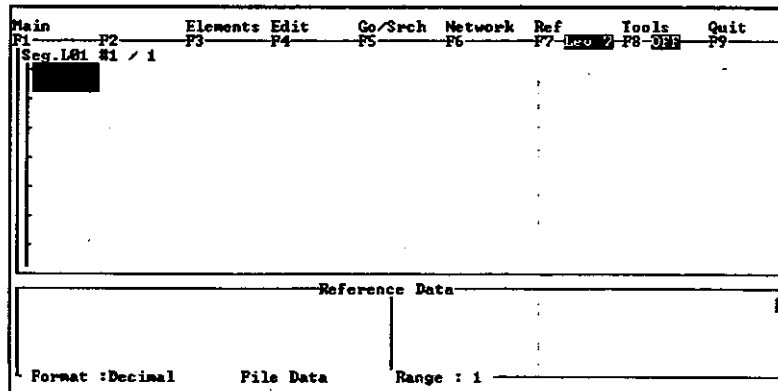 Main Elements Edit Go/Srch Network Ref Tools Quit
F1 F2 F3 F4 F5 F6 F7 Lev ? F8 OFF F9
Seg.L01 #1 / 1
Reference Data
Format :Decimal File Data Range : 1